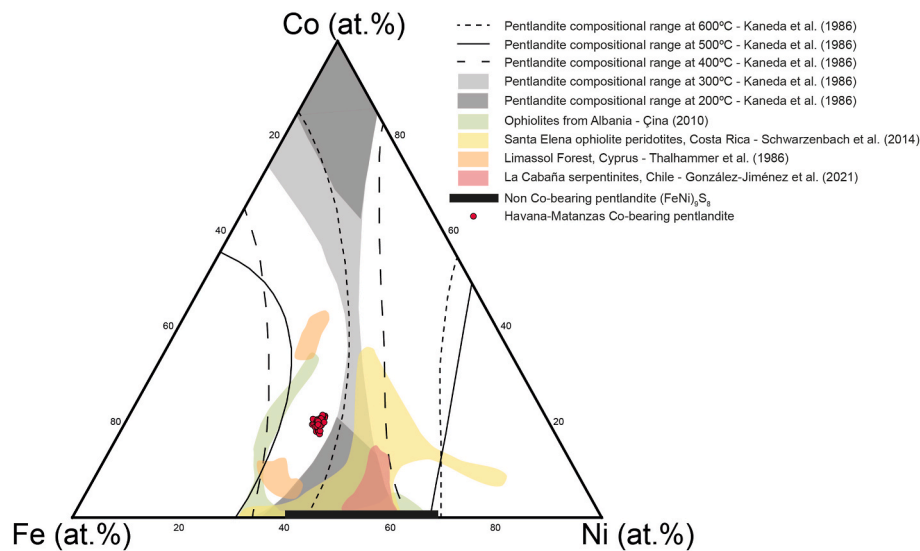 Co (at.%)
Pentlandite compositional range at 600ºC - Kaneda et al. (1986)
Pentlandite compositional range at 500ºC - Kaneda et al. (1986)
Pentlandite compositional range at 400ºC - Kaneda et al. (1986)
Pentlandite compositional range at 300ºC - Kaneda et al. (1986)
Pentlandite compositional range at 200ºC - Kaneda et al. (1986)
Ophiolites from Albania - Çina (2010)
Santa Elena ophiolite peridotites, Costa Rica - Schwarzenbach et al. (2014)
Limassol Forest, Cyprus - Thalhammer et al. (1986)
La Cabaña serpentinites, Chile - González-Jiménez et al. (2021)
Non Co-bearing pentlandite (FeNi)₉S₈
Havana-Matanzas Co-bearing pentlandite
20 80
40 60
60 40
80 20
Fe (at.%) 20 40 60 80 Ni (at.%)